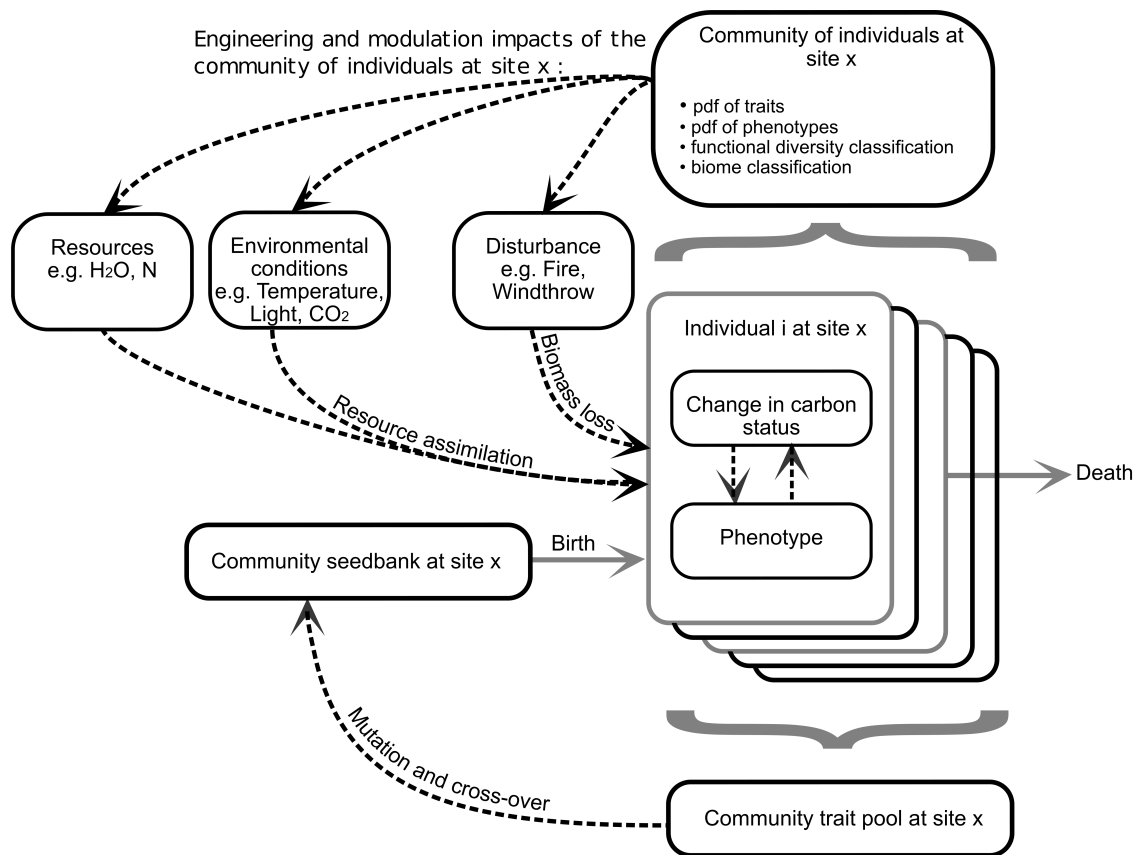 Engineering and modulation impacts of the
community of individuals at site x :
Community of individuals at
site x
• pdf of traits
• pdf of phenotypes
• functional diversity classification
• biome classification
Resources
e.g. H2O, N
Environmental
conditions
e.g. Temperature,
Light, CO2
Disturbance
e.g. Fire,
Windthrow
Biomass loss
Resource assimilation
Individual i at site x
Change in carbon
status
Phenotype
Death
Community seedbank at site x
Birth
Mutation and cross-over
Community trait pool at site x